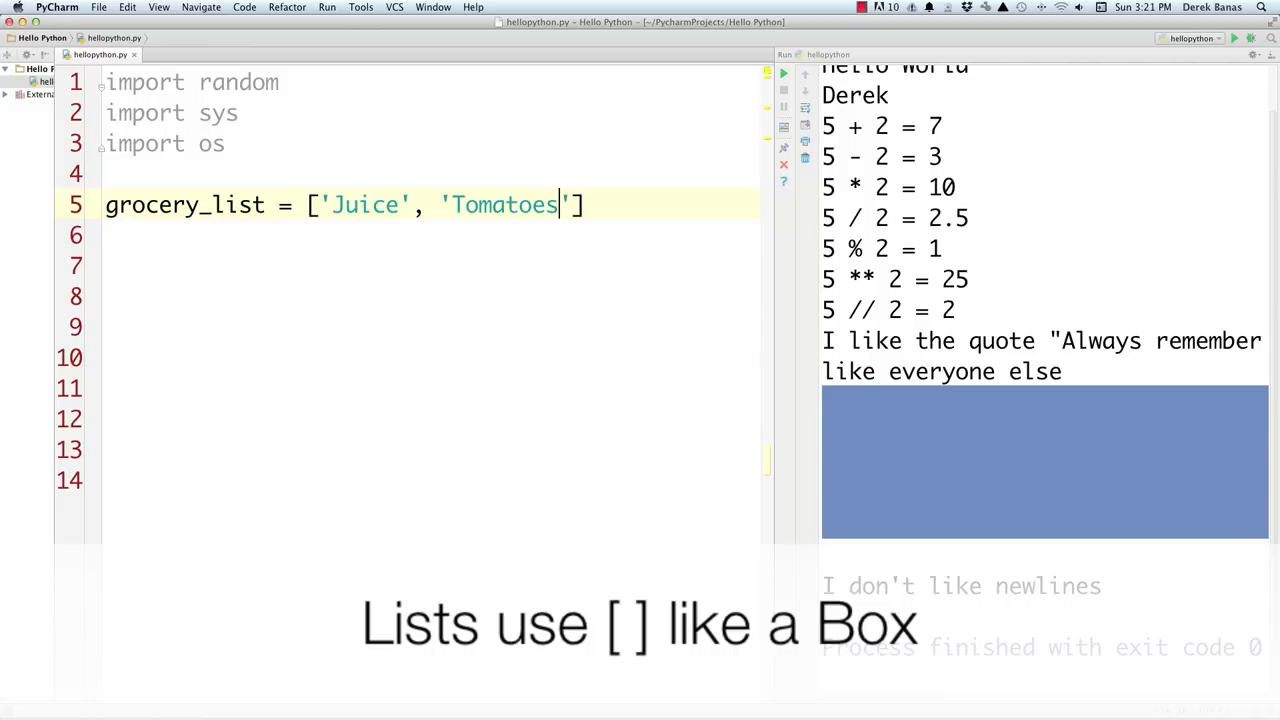 PyCharm File Edit View Navigate Code Refactor Run Tools VCS Window Help 10 Sun 3:21 PM Derek Banas
hellopython.py - [~/PycharmProjects/Hello Python]
Hello Python hellopython.py hellopython
hellopython.py Run hellopython
Hello P
hell
Externa
1 import random
2 import sys
3 import os
4
5 grocery_list = ['Juice', 'Tomatoes']
6
7
8
9
10
11
12
13
14
Hello World
Derek
5 + 2 = 7
5 - 2 = 3
5 * 2 = 10
5 / 2 = 2.5
5 % 2 = 1
5 ** 2 = 25
5 // 2 = 2
I like the quote "Always remember
like everyone else
I don't like newlines
Process finished with exit code 0
Lists use [ ] like a Box